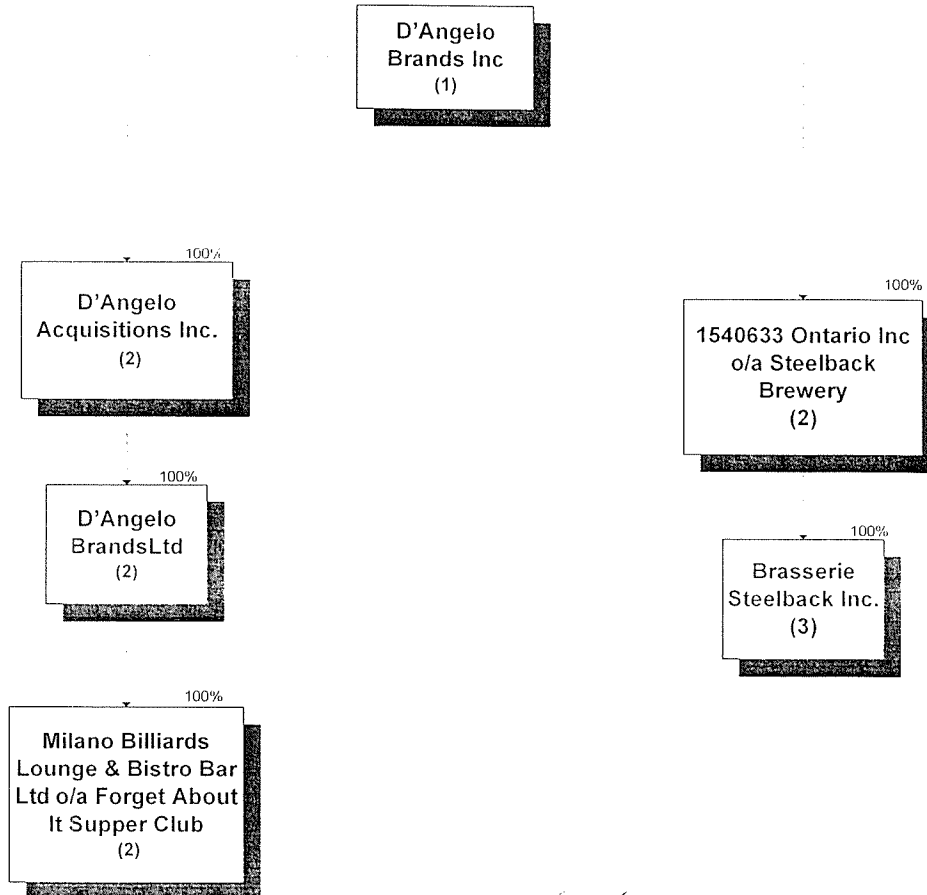 D'Angelo
Brands Inc
(1)
100%
D'Angelo
Acquisitions Inc.
(2)
100%
1540633 Ontario Inc
o/a Steelback
Brewery
(2)
100%
D'Angelo
BrandsLtd
(2)
100%
Brasserie
Steelback Inc.
(3)
100%
Milano Billiards
Lounge & Bistro Bar
Ltd o/a Forget About
It Supper Club
(2)